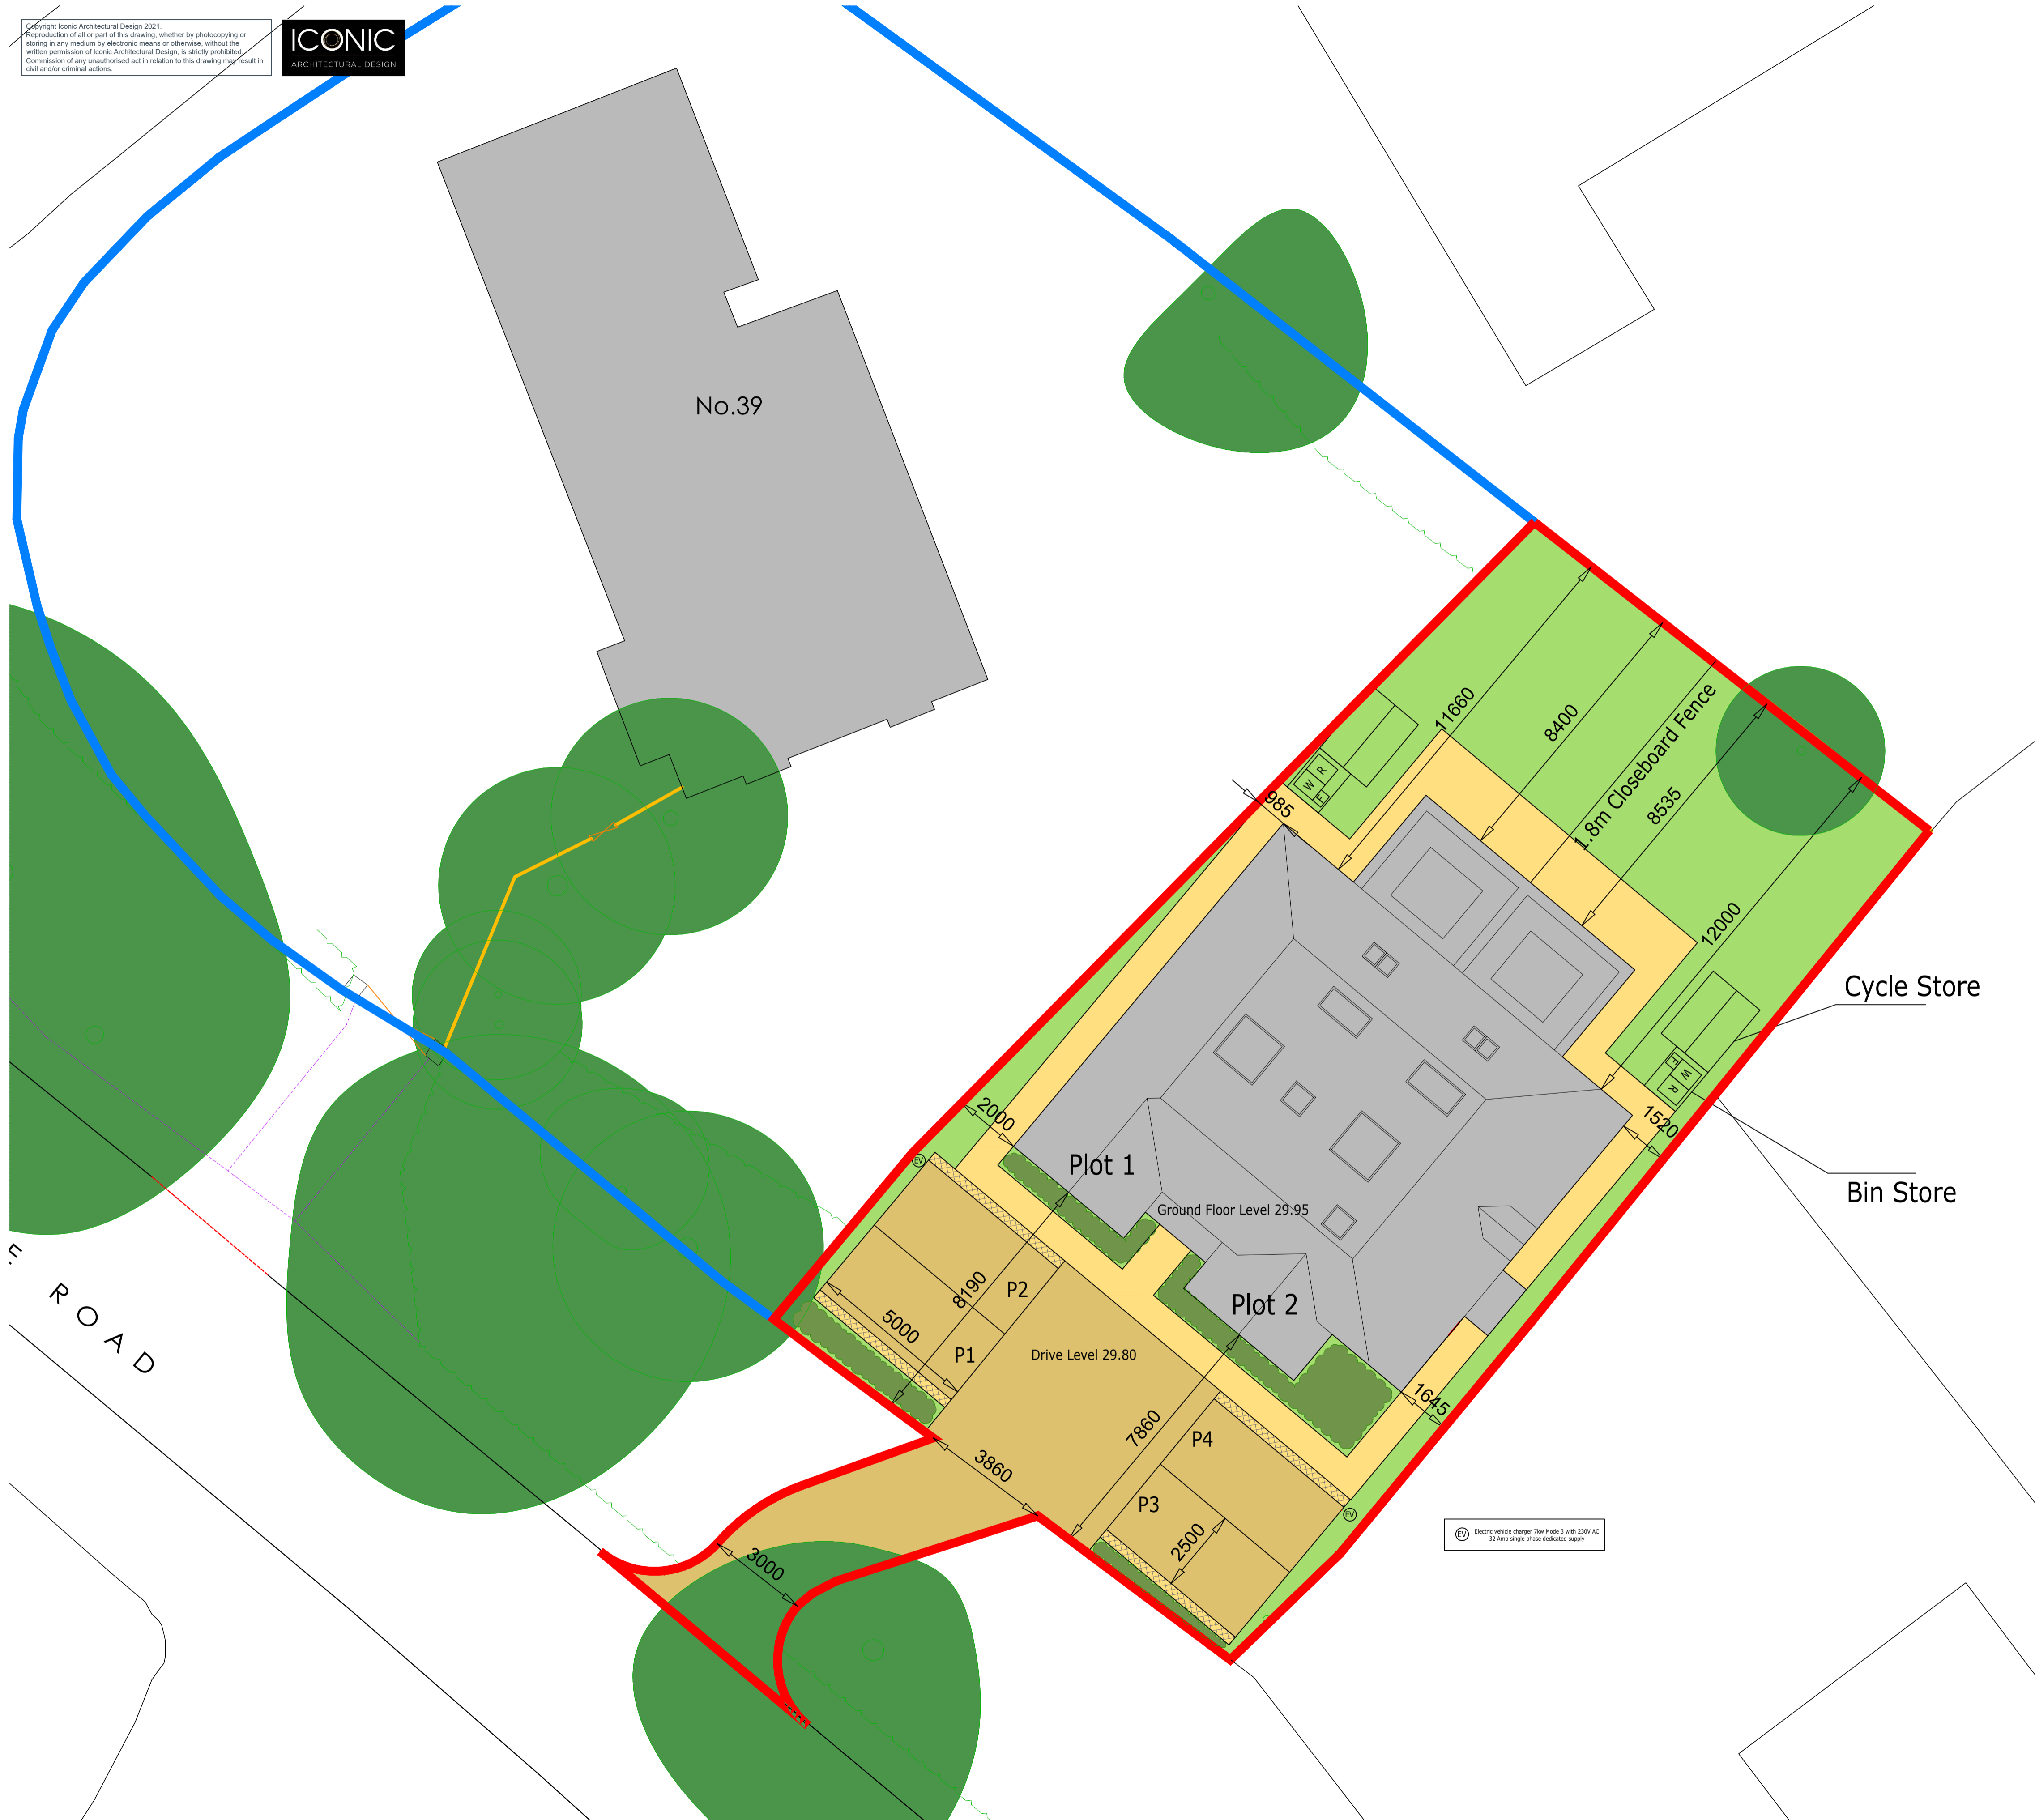 Copyright Iconic Architectural Design 2021.
Reproduction of all or part of this drawing, whether by photocopying or
storing in any medium by electronic means or otherwise, without the
written permission of Iconic Architectural Design, is strictly prohibited.
Commission of any unauthorised act in relation to this drawing may result in
civil and/or criminal actions.
ICONIC
ARCHITECTURAL DESIGN
No.39
11660
8400
1.8m Closeboard Fence
8535
12000
W
R
F
985
Cycle Store
F
W
R
Bin Store
1520
2000
EV
Plot 1
Ground Floor Level 29.95
Plot 2
8190
P2
5000
P1
Drive Level 29.80
1645
7860
P4
3860
P3
2500
EV
3000
ROAD
EV
Electric vehicle charger 7kw Mode 3 with 230V AC
32 Amp single phase dedicated supply